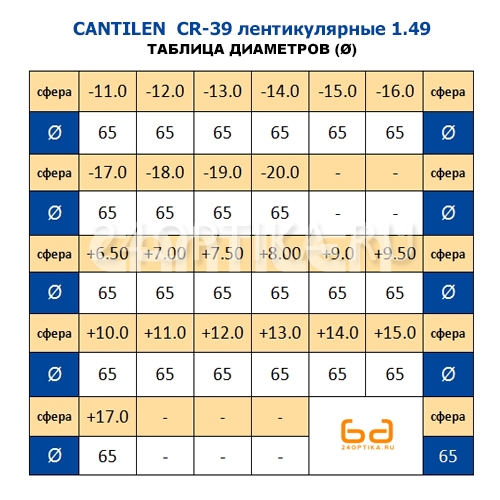 CANTILEN CR-39 лентикулярные 1.49
ТАБЛИЦА ДИАМЕТРОВ (Ø)
сфера -11.0 -12.0 -13.0 -14.0 -15.0 -16.0 сфера
Ø 65 65 65 65 65 65 Ø
сфера -17.0 -18.0 -19.0 -20.0 - - сфера
Ø 65 65 65 65 - - Ø
24OPTIKA.RU
сфера +6.50 +7.00 +7.50 +8.00 +9.0 +9.50 сфера
Ø 65 65 65 65 65 65 Ø
сфера +10.0 +11.0 +12.0 +13.0 +14.0 +15.0 сфера
Ø 65 65 65 65 65 65 Ø
сфера +17.0 - - - сфера
24OPTIKA.RU
Ø 65 - - - 65